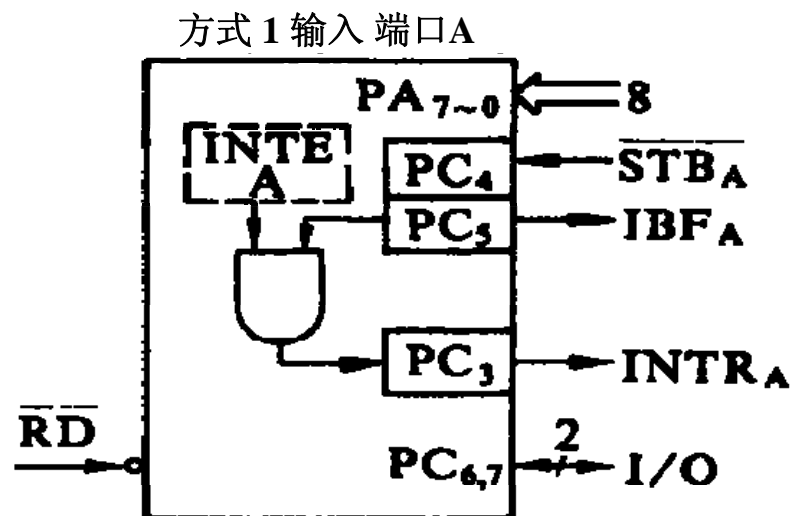 方式 1 输入 端口A
PA7~0
8
INTE
A
PC4
STBA
PC5
IBFA
PC3
INTRA
RD
PC6,7
2
I/O